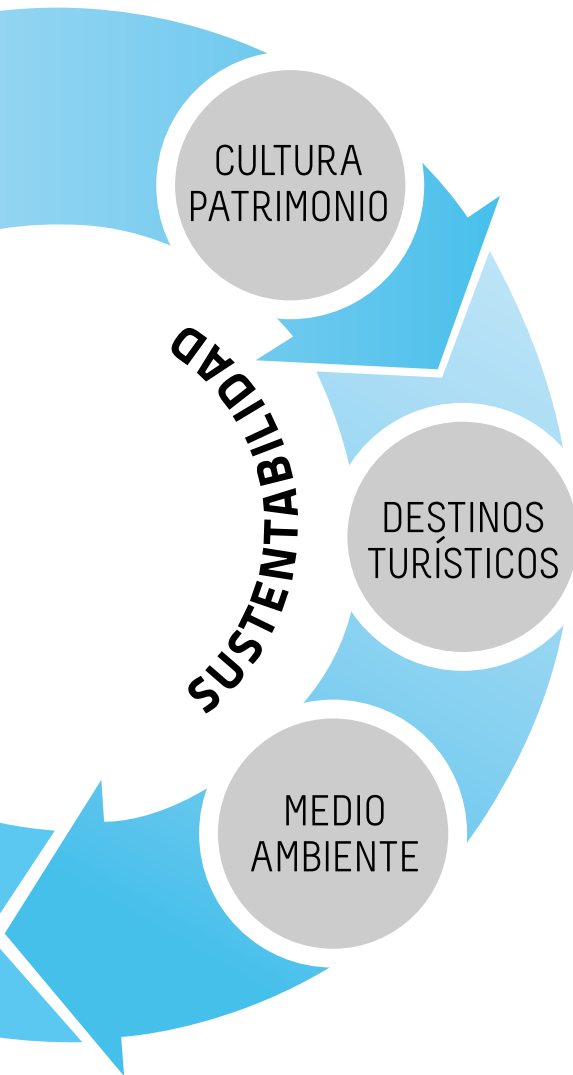 CULTURA
PATRIMONIO
SUSTENTABILIDAD
DESTINOS
TURÍSTICOS
MEDIO
AMBIENTE